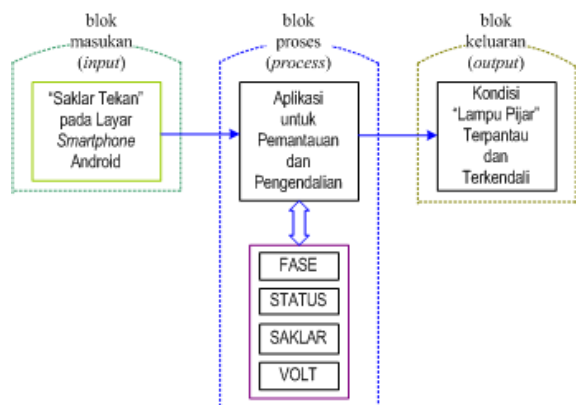 blok
masukan
(input)
blok
proses
(process)
blok
keluaran
(output)
“Saklar Tekan”
pada Layar
Smartphone
Android
Aplikasi
untuk
Pemantauan
dan
Pengendalian
Kondisi
“Lampu Pijar”
Terpantau
dan
Terkendali
FASE
STATUS
SAKLAR
VOLT